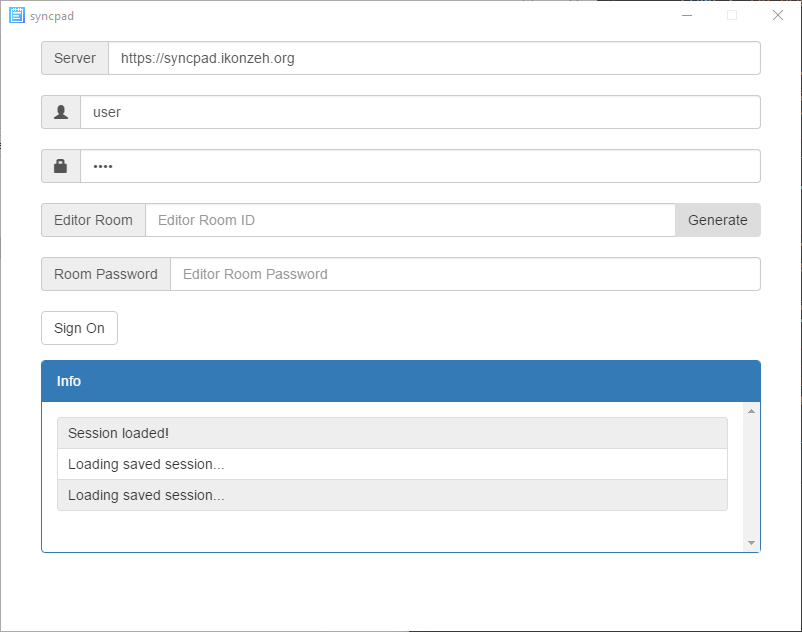 syncpad
Server https://syncpad.ikonzeh.org
user
••••
Editor Room Editor Room ID Generate
Room Password Editor Room Password
Sign On
Info
Session loaded!
Loading saved session...
Loading saved session...